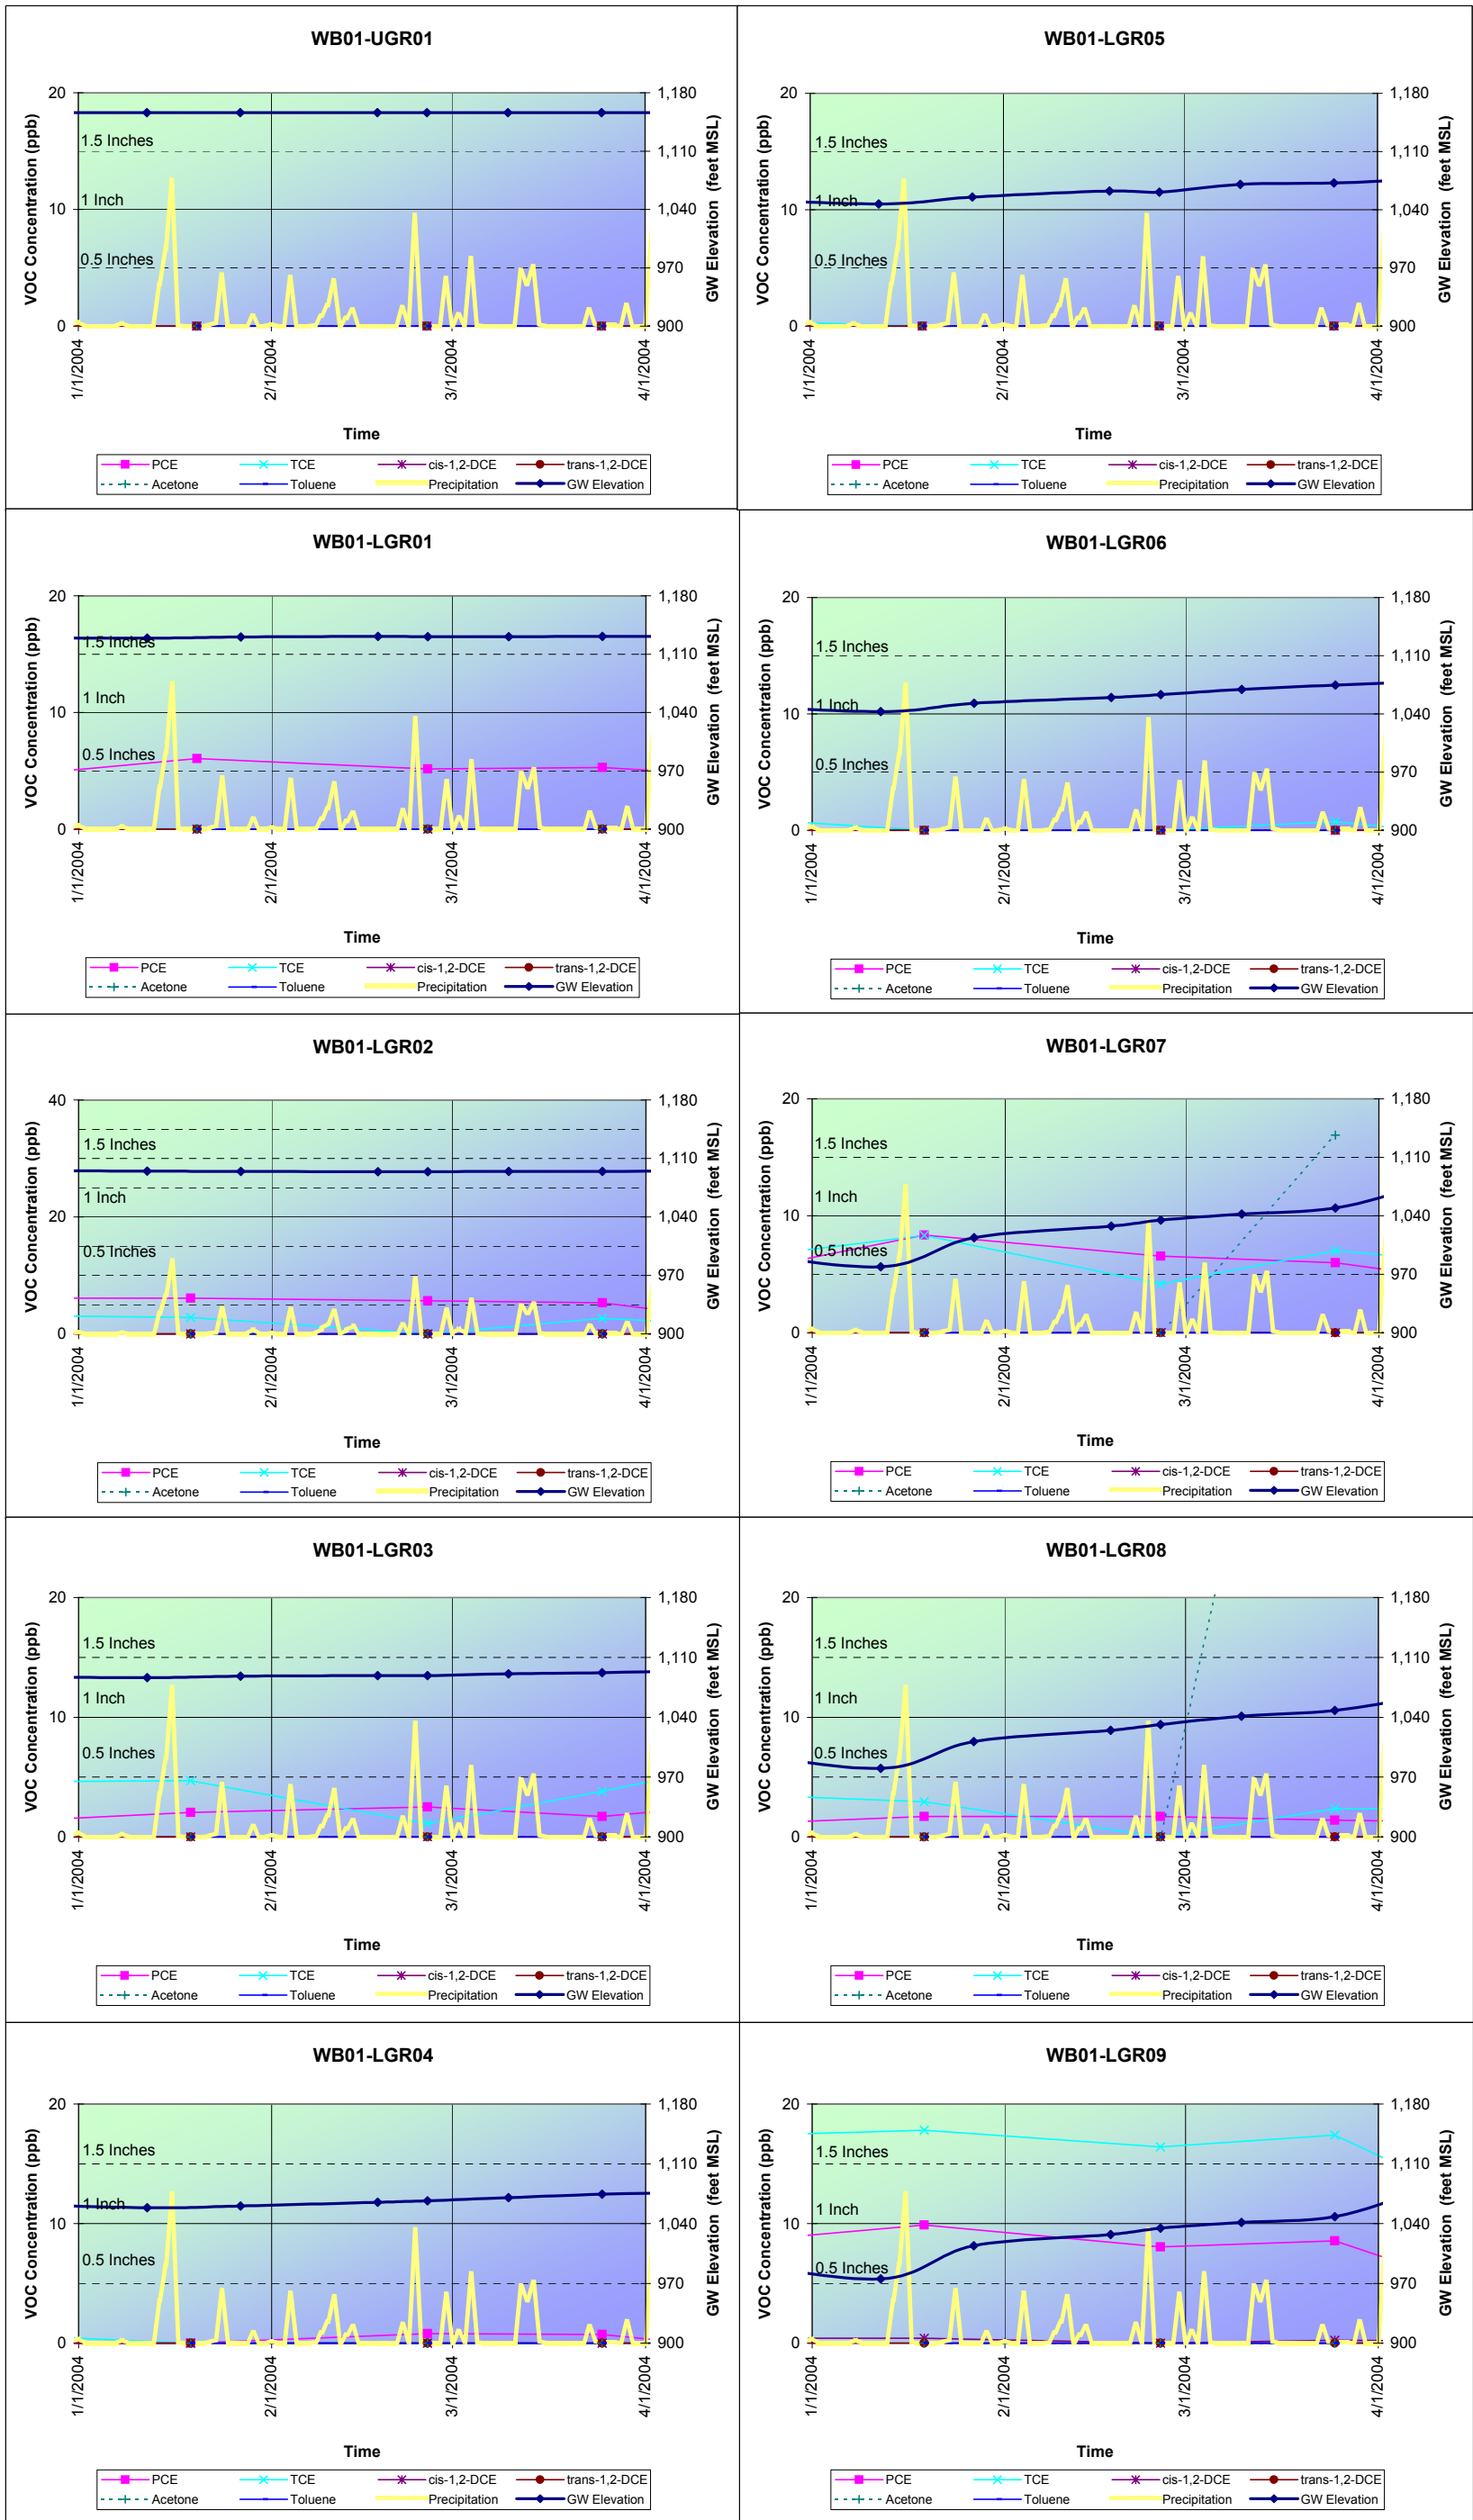 WB01-UGR01
VOC Concentration (ppb)
GW Elevation (feet MSL)
20
10
0
1,180
1,110
1,040
970
900
1.5 Inches
1 Inch
0.5 Inches
1/1/2004
2/1/2004
3/1/2004
4/1/2004
Time
PCE TCE cis-1,2-DCE trans-1,2-DCE
Acetone Toluene Precipitation GW Elevation
WB01-LGR05
VOC Concentration (ppb)
GW Elevation (feet MSL)
20
10
0
1,180
1,110
1,040
970
900
1.5 Inches
1 Inch
0.5 Inches
1/1/2004
2/1/2004
3/1/2004
4/1/2004
Time
PCE TCE cis-1,2-DCE trans-1,2-DCE
Acetone Toluene Precipitation GW Elevation
WB01-LGR01
VOC Concentration (ppb)
GW Elevation (feet MSL)
20
10
0
1,180
1,110
1,040
970
900
1.5 Inches
1 Inch
0.5 Inches
1/1/2004
2/1/2004
3/1/2004
4/1/2004
Time
PCE TCE cis-1,2-DCE trans-1,2-DCE
Acetone Toluene Precipitation GW Elevation
WB01-LGR06
VOC Concentration (ppb)
GW Elevation (feet MSL)
20
10
0
1,180
1,110
1,040
970
900
1.5 Inches
1 Inch
0.5 Inches
1/1/2004
2/1/2004
3/1/2004
4/1/2004
Time
PCE TCE cis-1,2-DCE trans-1,2-DCE
Acetone Toluene Precipitation GW Elevation
WB01-LGR02
VOC Concentration (ppb)
GW Elevation (feet MSL)
40
20
0
1,180
1,110
1,040
970
900
1.5 Inches
1 Inch
0.5 Inches
1/1/2004
2/1/2004
3/1/2004
4/1/2004
Time
PCE TCE cis-1,2-DCE trans-1,2-DCE
Acetone Toluene Precipitation GW Elevation
WB01-LGR07
VOC Concentration (ppb)
GW Elevation (feet MSL)
20
10
0
1,180
1,110
1,040
970
900
1.5 Inches
1 Inch
0.5 Inches
1/1/2004
2/1/2004
3/1/2004
4/1/2004
Time
PCE TCE cis-1,2-DCE trans-1,2-DCE
Acetone Toluene Precipitation GW Elevation
WB01-LGR03
VOC Concentration (ppb)
GW Elevation (feet MSL)
20
10
0
1,180
1,110
1,040
970
900
1.5 Inches
1 Inch
0.5 Inches
1/1/2004
2/1/2004
3/1/2004
4/1/2004
Time
PCE TCE cis-1,2-DCE trans-1,2-DCE
Acetone Toluene Precipitation GW Elevation
WB01-LGR08
VOC Concentration (ppb)
GW Elevation (feet MSL)
20
10
0
1,180
1,110
1,040
970
900
1.5 Inches
1 Inch
0.5 Inches
1/1/2004
2/1/2004
3/1/2004
4/1/2004
Time
PCE TCE cis-1,2-DCE trans-1,2-DCE
Acetone Toluene Precipitation GW Elevation
WB01-LGR04
VOC Concentration (ppb)
GW Elevation (feet MSL)
20
10
0
1,180
1,110
1,040
970
900
1.5 Inches
1 Inch
0.5 Inches
1/1/2004
2/1/2004
3/1/2004
4/1/2004
Time
PCE TCE cis-1,2-DCE trans-1,2-DCE
Acetone Toluene Precipitation GW Elevation
WB01-LGR09
VOC Concentration (ppb)
GW Elevation (feet MSL)
20
10
0
1,180
1,110
1,040
970
900
1.5 Inches
1 Inch
0.5 Inches
1/1/2004
2/1/2004
3/1/2004
4/1/2004
Time
PCE TCE cis-1,2-DCE trans-1,2-DCE
Acetone Toluene Precipitation GW Elevation